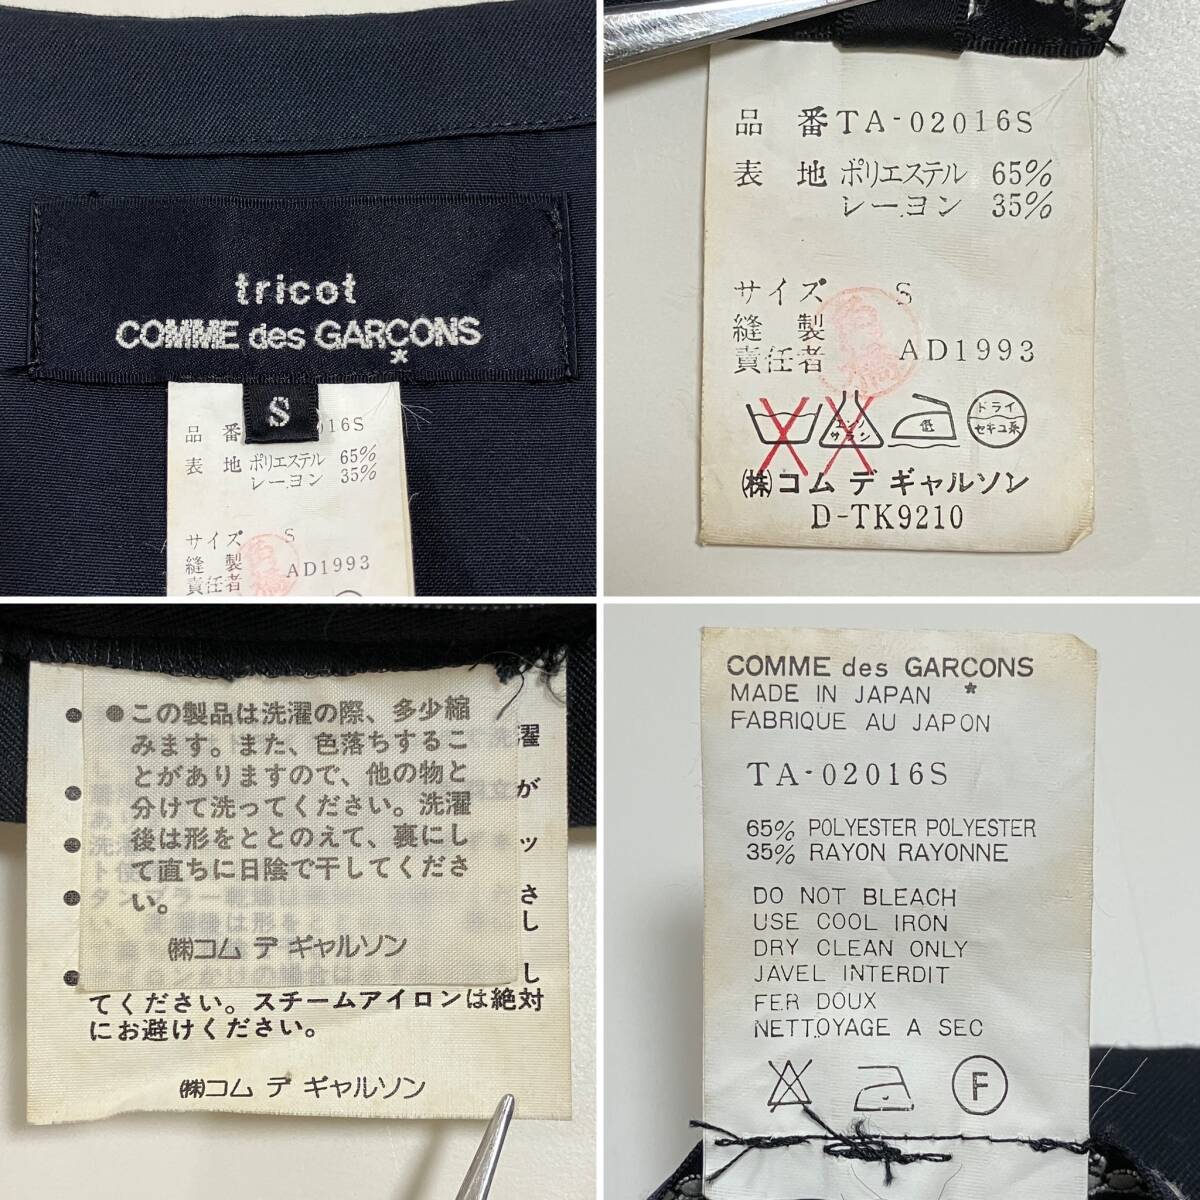 tricot
COMME des GARÇONS
*
S
品 番 016S
表 地 ポリエステル 65%
レーヨン 35%
サイズ S
縫 製
責任者 AD1993
品 番 TA-02016S
表 地 ポリエステル 65%
レーヨン 35%
サイズ S
縫 製
責任者 AD1993
エンソ
サラシ
低
ドライ
セキユ系
㈱コム デ ギャルソン
D-TK9210
●この製品は洗濯の際、多少縮
みます。また、色落ちするこ
とがありますので、他の物と
分けて洗ってください。洗濯
後は形をととのえて、裏にし
て直ちに日陰で干してくださ
い。
㈱コム デ ギャルソン
濯
が
ッ
さ
し
し
てください。スチームアイロンは絶対
にお避けください。
㈱コム デ ギャルソン
COMME des GARCONS
*
MADE IN JAPAN
FABRIQUE AU JAPON
TA-02016S
65% POLYESTER POLYESTER
35% RAYON RAYONNE
DO NOT BLEACH
USE COOL IRON
DRY CLEAN ONLY
JAVEL INTERDIT
FER DOUX
NETTOYAGE A SEC
F